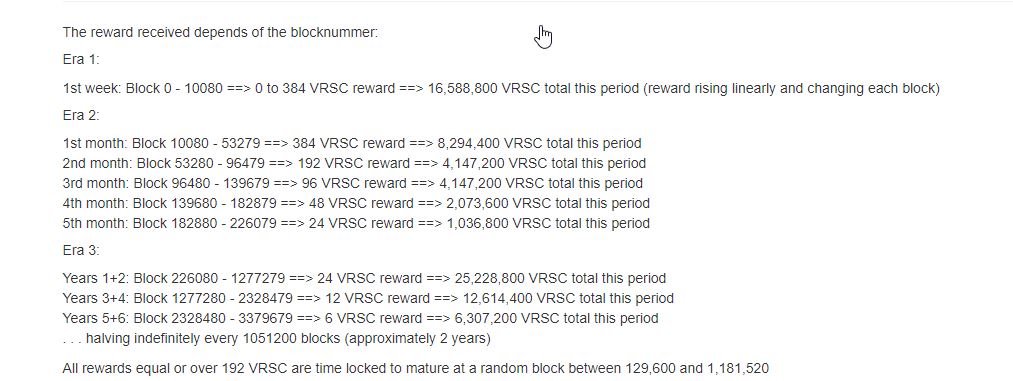 The reward received depends of the blocknummer:
Era 1:
1st week: Block 0 - 10080 ==> 0 to 384 VRSC reward ==> 16,588,800 VRSC total this period (reward rising linearly and changing each block)
Era 2:
1st month: Block 10080 - 53279 ==> 384 VRSC reward ==> 8,294,400 VRSC total this period
2nd month: Block 53280 - 96479 ==> 192 VRSC reward ==> 4,147,200 VRSC total this period
3rd month: Block 96480 - 139679 ==> 96 VRSC reward ==> 4,147,200 VRSC total this period
4th month: Block 139680 - 182879 ==> 48 VRSC reward ==> 2,073,600 VRSC total this period
5th month: Block 182880 - 226079 ==> 24 VRSC reward ==> 1,036,800 VRSC total this period
Era 3:
Years 1+2: Block 226080 - 1277279 ==> 24 VRSC reward ==> 25,228,800 VRSC total this period
Years 3+4: Block 1277280 - 2328479 ==> 12 VRSC reward ==> 12,614,400 VRSC total this period
Years 5+6: Block 2328480 - 3379679 ==> 6 VRSC reward ==> 6,307,200 VRSC total this period
. . . halving indefinitely every 1051200 blocks (approximately 2 years)
All rewards equal or over 192 VRSC are time locked to mature at a random block between 129,600 and 1,181,520